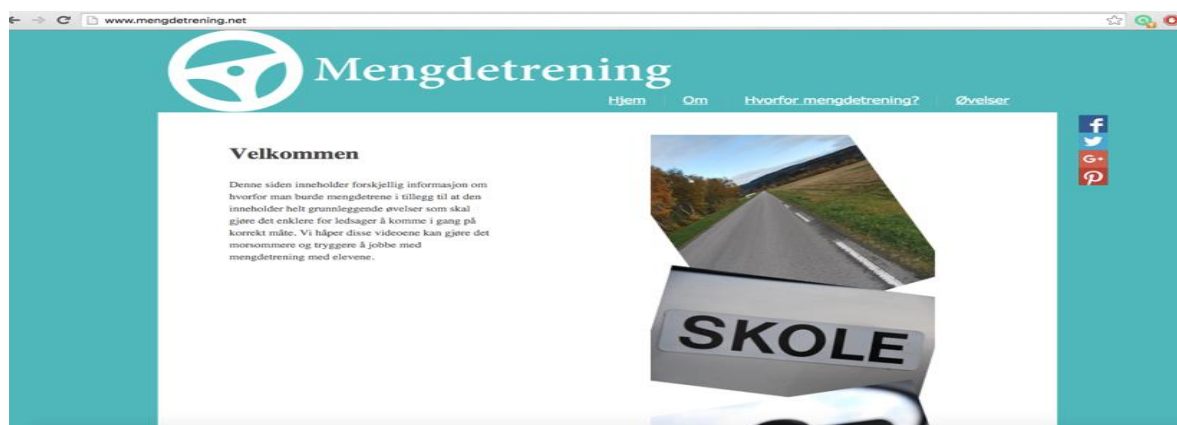 www.mengdetrening.net
Mengdetrening
Hjem Om Hvorfor mengdetrening? Øvelser
Velkommen
Denne siden inneholder forskjellig informasjon om
hvorfor man burde mengdetrene i tillegg til at den
inneholder helt grunnleggende øvelser som skal
gjøre det enklere for ledsager å komme i gang på
korrekt måte. Vi håper disse videoene kan gjøre det
morsommere og tryggere å jobbe med
mengdetrening med elevene.
SKOLE